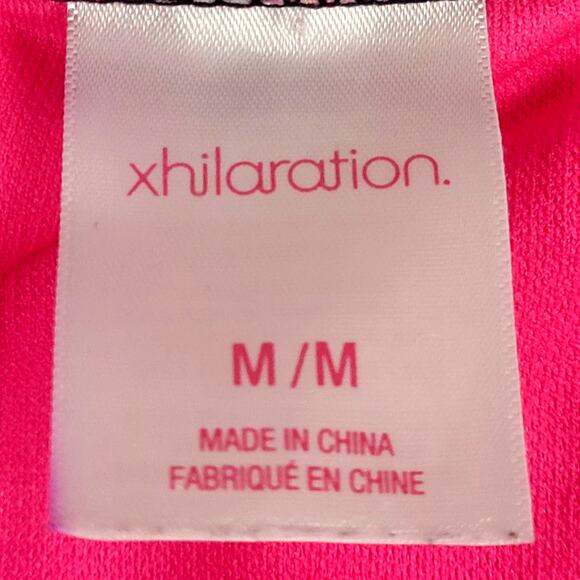 xhilaration.
M / M
MADE IN CHINA
FABRIQUÉ EN CHINE